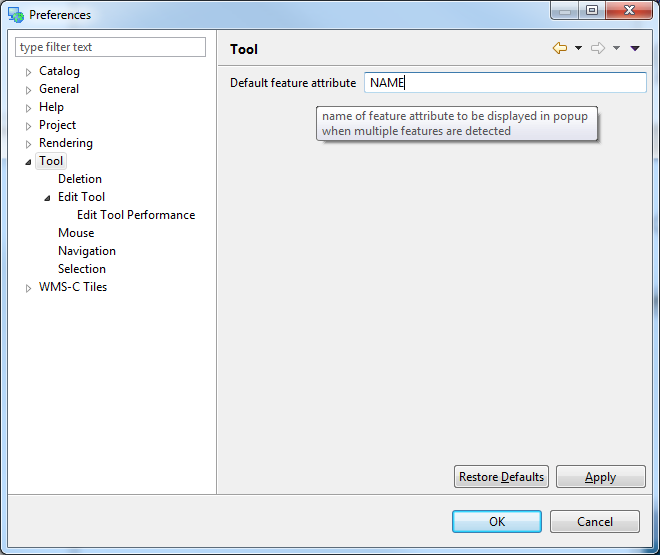 Preferences
type filter text
Catalog
General
Help
Project
Rendering
Tool
Deletion
Edit Tool
Edit Tool Performance
Mouse
Navigation
Selection
WMS-C Tiles
Tool
Default feature attribute NAME
name of feature attribute to be displayed in popup
when multiple features are detected
Restore Defaults Apply
OK Cancel